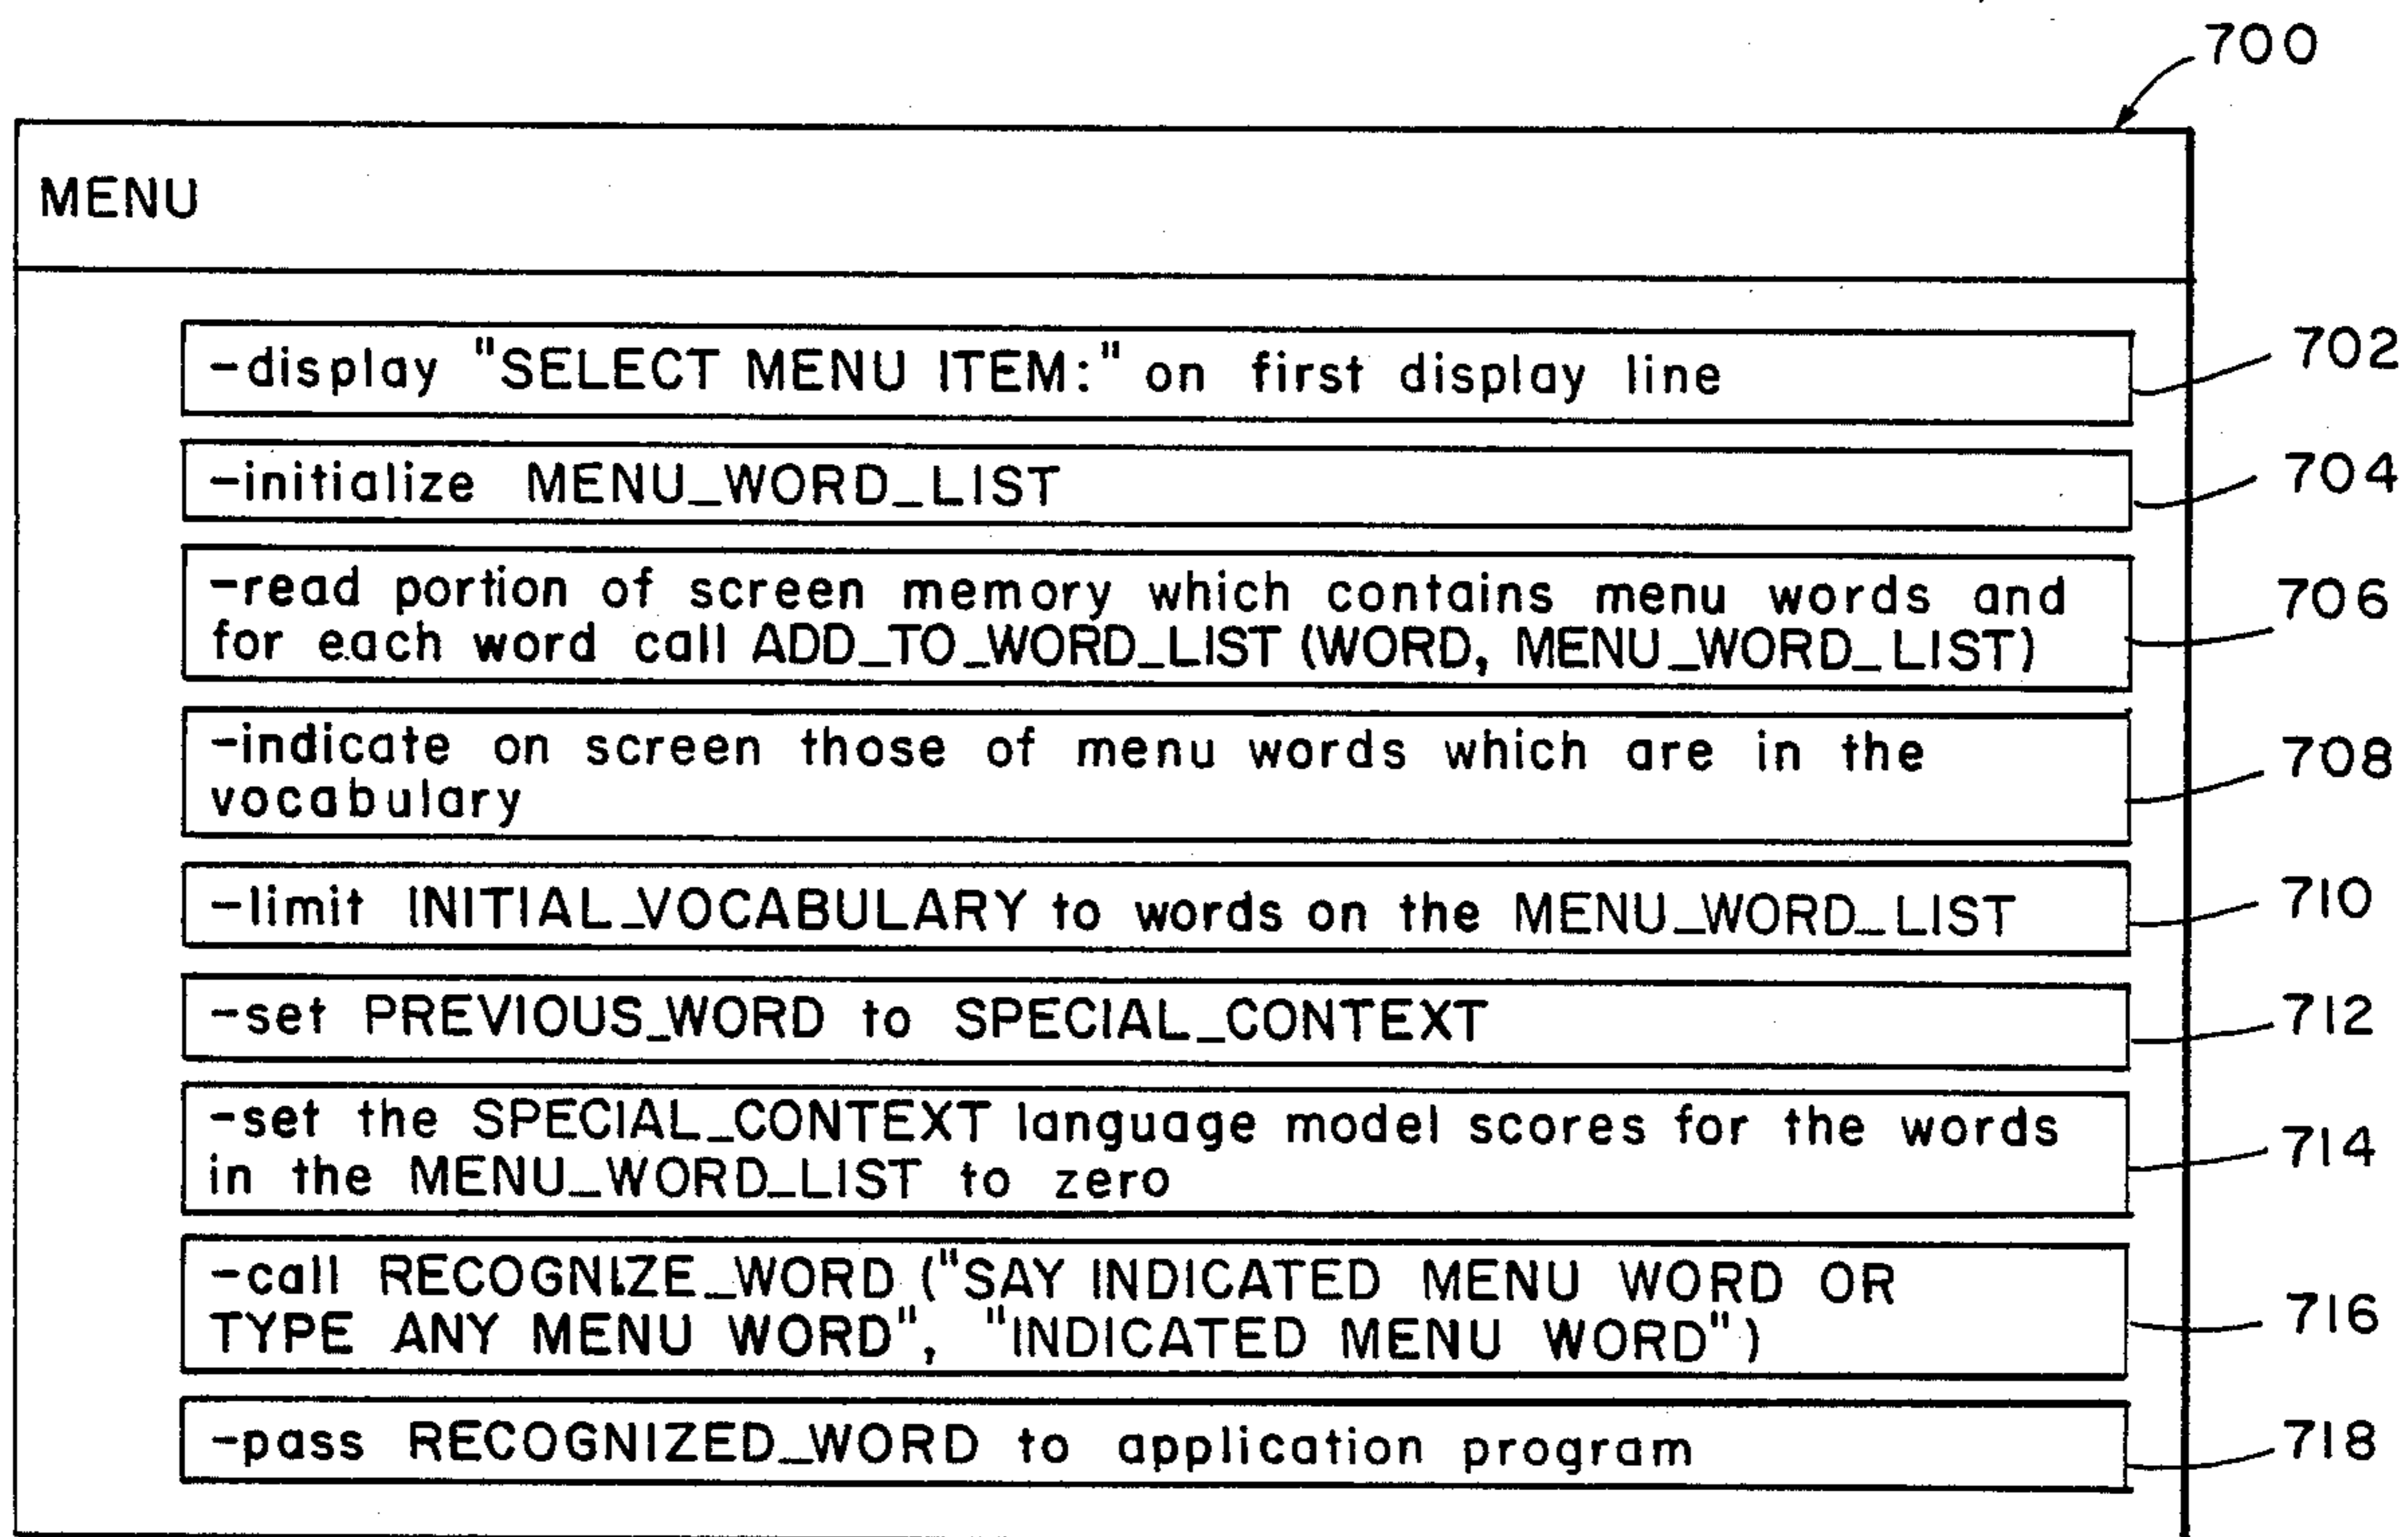 700
MENU
-display "SELECT MENU ITEM:" on first display line
702
-initialize MENU_WORD_LIST
704
-read portion of screen memory which contains menu words and
for each word call ADD_TO_WORD_LIST (WORD, MENU_WORD_LIST)
706
-indicate on screen those of menu words which are in the
vocabulary
708
-limit INITIAL_VOCABULARY to words on the MENU_WORD_LIST
710
-set PREVIOUS_WORD to SPECIAL_CONTEXT
712
-set the SPECIAL_CONTEXT language model scores for the words
in the MENU_WORD_LIST to zero
714
-call RECOGNIZE_WORD ("SAY INDICATED MENU WORD OR
TYPE ANY MENU WORD", "INDICATED MENU WORD")
716
-pass RECOGNIZED_WORD to application program
718